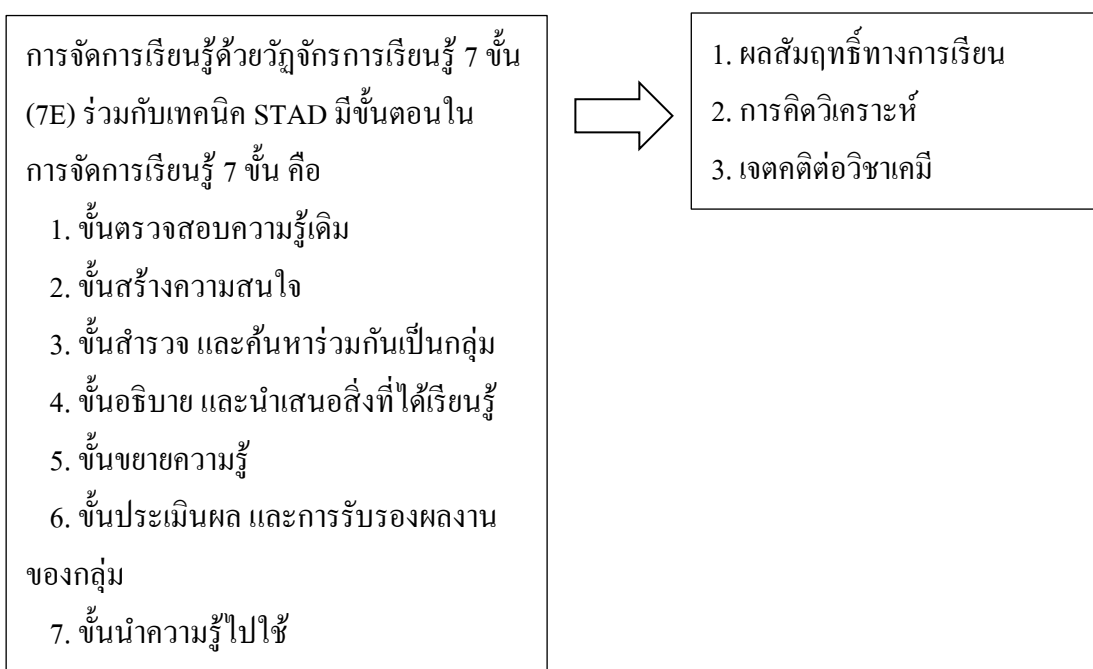 การจัดการเรียนรู้ด้วยวัฏจักรการเรียนรู้ 7 ขั้น
(7E) ร่วมกับเทคนิค STAD มีขั้นตอนใน
การจัดการเรียนรู้ 7 ขั้น คือ
1. ขั้นตรวจสอบความรู้เดิม
2. ขั้นสร้างความสนใจ
3. ขั้นสำรวจ และค้นหาร่วมกันเป็นกลุ่ม
4. ขั้นอธิบาย และนำเสนอสิ่งที่ได้เรียนรู้
5. ขั้นขยายความรู้
6. ขั้นประเมินผล และการรับรองผลงาน
ของกลุ่ม
7. ขั้นนำความรู้ไปใช้
1. ผลสัมฤทธิ์ทางการเรียน
2. การคิดวิเคราะห์
3. เจตคติต่อวิชาเคมี